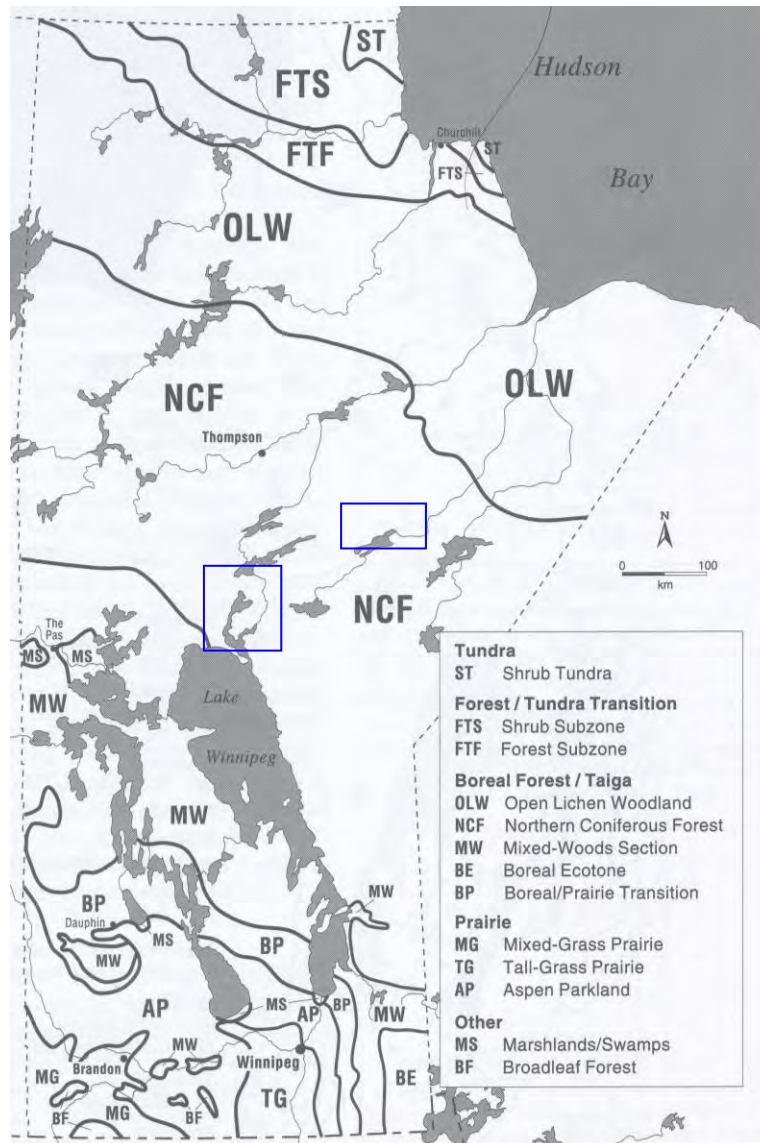 ST
Hudson
FTS
Churchill
FTF
ST
FTS
Bay
OLW
OLW
NCF
Thompson
N
0 100
km
NCF
The
Pas
MS
MS
MW
Lake
Winnipeg
MW
BP
MW
Dauphin
MS
BP
MW
AP
MS
AP
BP
MW
MW
Winnipeg
MG
Brandon
BE
BF
MG
BF
TG
Tundra
ST Shrub Tundra
Forest / Tundra Transition
FTS Shrub Subzone
FTF Forest Subzone
Boreal Forest / Taiga
OLW Open Lichen Woodland
NCF Northern Coniferous Forest
MW Mixed-Woods Section
BE Boreal Ecotone
BP Boreal/Prairie Transition
Prairie
MG Mixed-Grass Prairie
TG Tall-Grass Prairie
AP Aspen Parkland
Other
MS Marshlands/Swamps
BF Broadleaf Forest